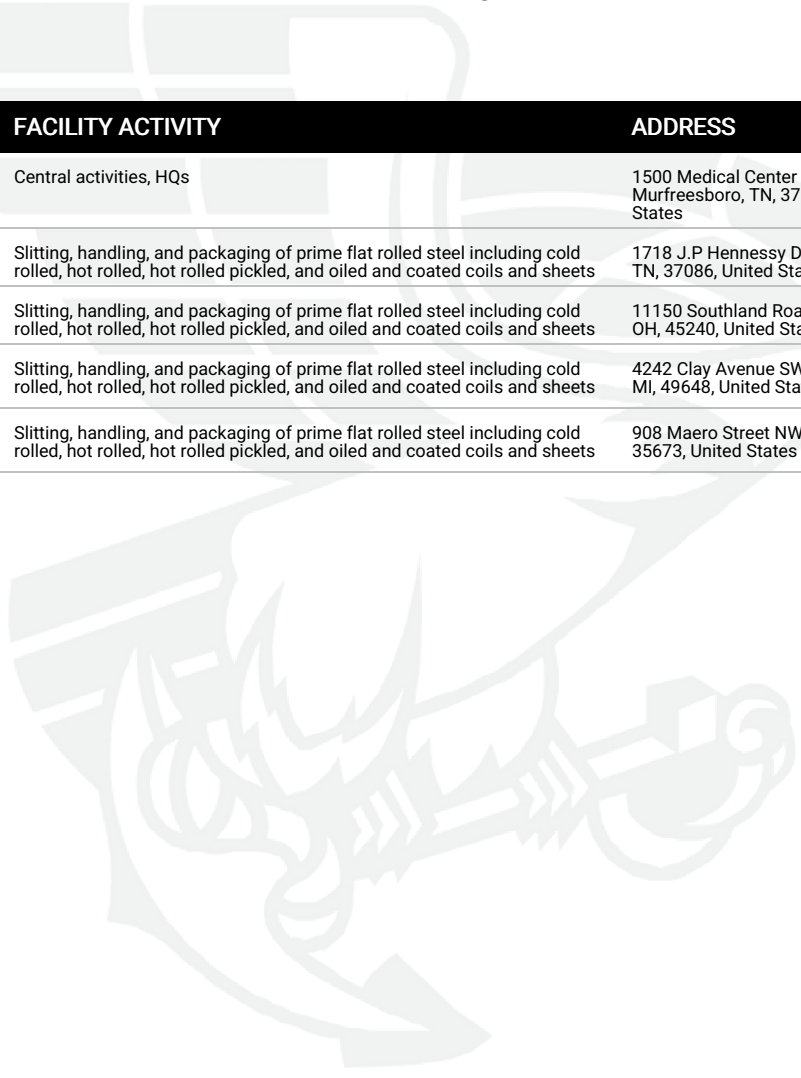 FACILITY ACTIVITY ADDRESS
Central activities, HQs
1500 Medical Center
Murfreesboro, TN, 37
States
Slitting, handling, and packaging of prime flat rolled steel including cold
rolled, hot rolled, hot rolled pickled, and oiled and coated coils and sheets
1718 J.P Hennessy D
TN, 37086, United Sta
Slitting, handling, and packaging of prime flat rolled steel including cold
rolled, hot rolled, hot rolled pickled, and oiled and coated coils and sheets
11150 Southland Roa
OH, 45240, United Sta
Slitting, handling, and packaging of prime flat rolled steel including cold
rolled, hot rolled, hot rolled pickled, and oiled and coated coils and sheets
4242 Clay Avenue SW
MI, 49648, United Sta
Slitting, handling, and packaging of prime flat rolled steel including cold
rolled, hot rolled, hot rolled pickled, and oiled and coated coils and sheets
908 Maero Street NW
35673, United States